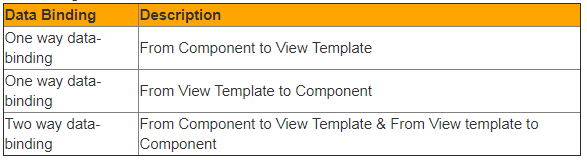 Data Binding Description
One way data-
binding
From Component to View Template
One way data-
binding
From View Template to Component
Two way data-
binding
From Component to View Template & From View template to
Component